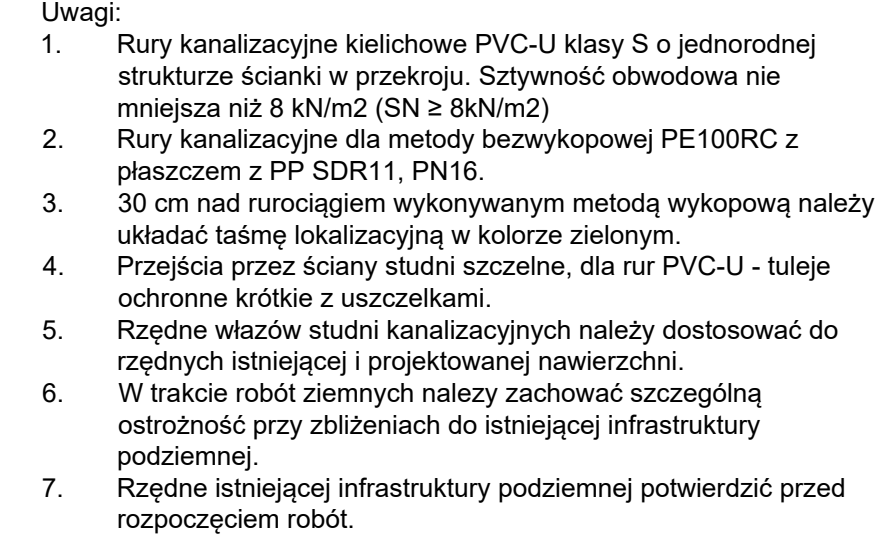 Uwagi:
1. Rury kanalizacyjne kielichowe PVC-U klasy S o jednorodnej
strukturze ścianki w przekroju. Sztywność obwodowa nie
mniejsza niż 8 kN/m2 (SN ≥ 8kN/m2)
2. Rury kanalizacyjne dla metody bezwykopowej PE100RC z
płaszczem z PP SDR11, PN16.
3. 30 cm nad rurociągiem wykonywanym metodą wykopową należy
układać taśmę lokalizacyjną w kolorze zielonym.
4. Przejścia przez ściany studni szczelne, dla rur PVC-U - tuleje
ochronne krótkie z uszczelkami.
5. Rzędne włazów studni kanalizacyjnych należy dostosować do
rzędnych istniejącej i projektowanej nawierzchni.
6. W trakcie robót ziemnych nalezy zachować szczególną
ostrożność przy zbliżeniach do istniejącej infrastruktury
podziemnej.
7. Rzędne istniejącej infrastruktury podziemnej potwierdzić przed
rozpoczęciem robót.